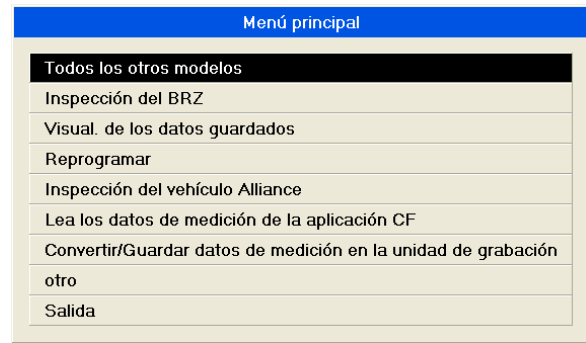 Menú principal
Todos los otros modelos
Inspección del BRZ
Visual. de los datos guardados
Reprogramar
Inspección del vehículo Alliance
Lea los datos de medición de la aplicación CF
Convertir/Guardar datos de medición en la unidad de grabación
otro
Salida